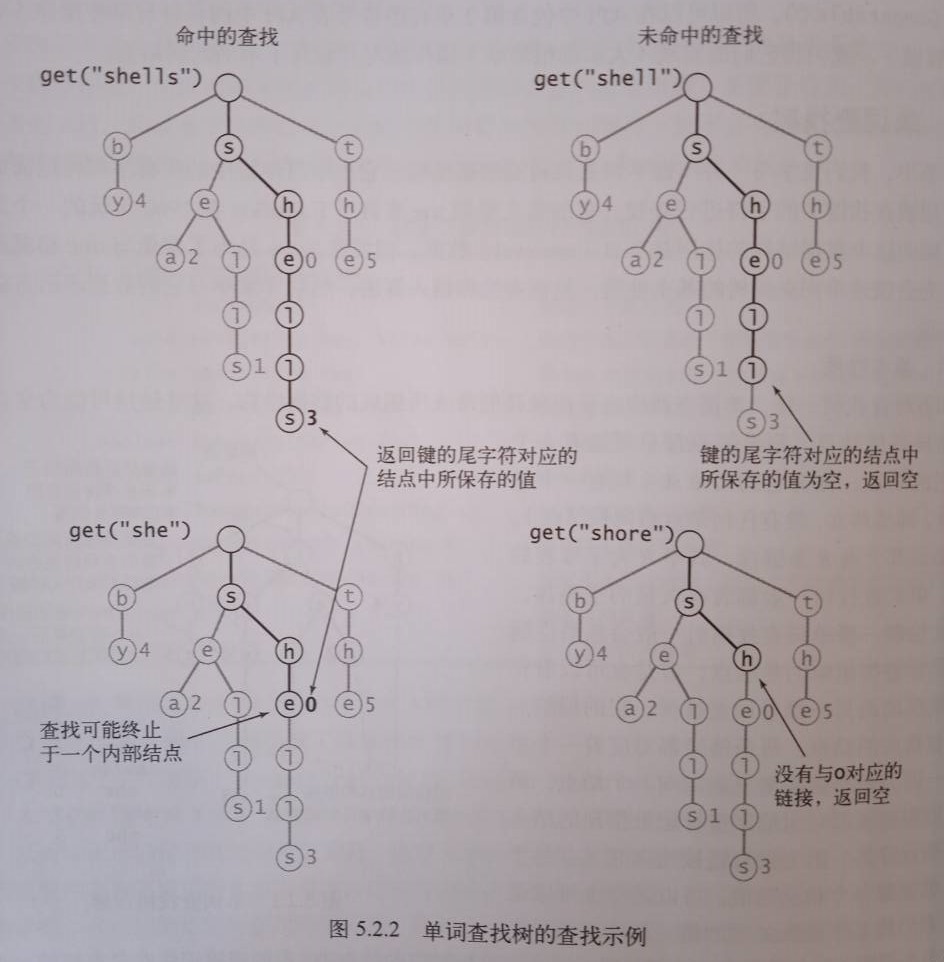 命中的查找
未命中的查找
get("shells")
b
s
t
y 4
e
h
h
a 2
l
e 0
e 5
l
l
s 1
l
s 3
get("shell")
b
s
t
y 4
e
h
h
a 2
l
e 0
e 5
l
l
s 1
l
s 3
返回键的尾字符对应的
结点中所保存的值
键的尾字符对应的结点中
所保存的值为空，返回空
get("she")
b
s
t
y 4
e
h
h
a 2
l
e 0
e 5
l
l
s 1
l
s 3
查找可能终止
于一个内部结点
get("shore")
b
s
t
y 4
e
h
h
a 2
l
e 0
e 5
l
l
s 1
l
s 3
没有与o对应的
链接，返回空
图 5.2.2 单词查找树的查找示例